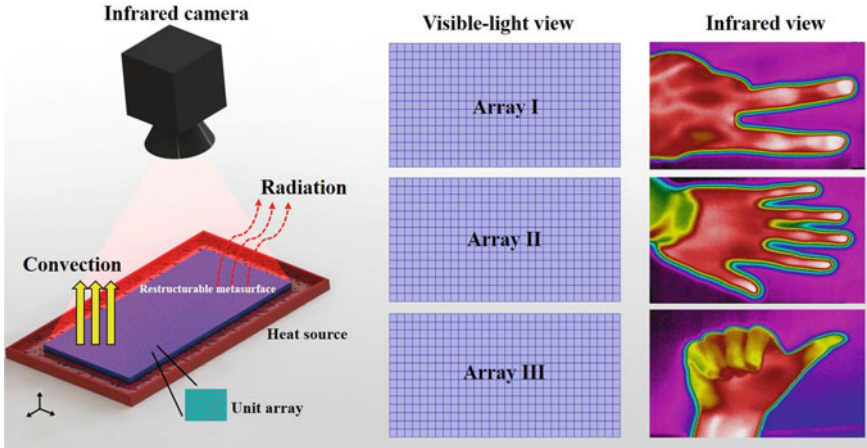 Infrared camera
Radiation
Convection
Restructurable metasurface
Heat source
Unit array
Visible-light view
Array I
Array II
Array III
Infrared view